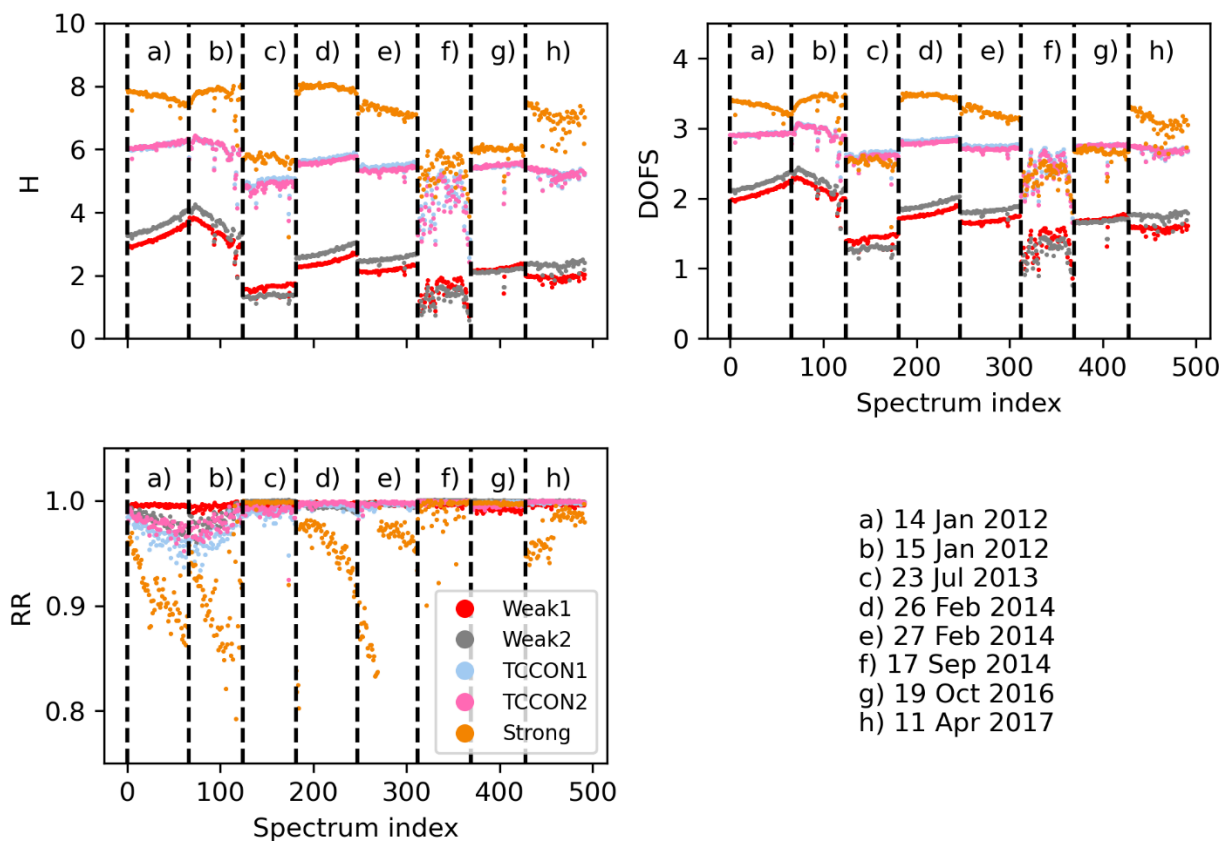 10
8
6
4
2
0
H
a) b) c) d) e) f) g) h)
4
3
2
1
0
DOFS
a) b) c) d) e) f) g) h)
0 100 200 300 400 500
Spectrum index
1.0
0.9
0.8
RR
a) b) c) d) e) f) g) h)
Weak1
Weak2
TCCON1
TCCON2
Strong
0 100 200 300 400 500
Spectrum index
a) 14 Jan 2012
b) 15 Jan 2012
c) 23 Jul 2013
d) 26 Feb 2014
e) 27 Feb 2014
f) 17 Sep 2014
g) 19 Oct 2016
h) 11 Apr 2017